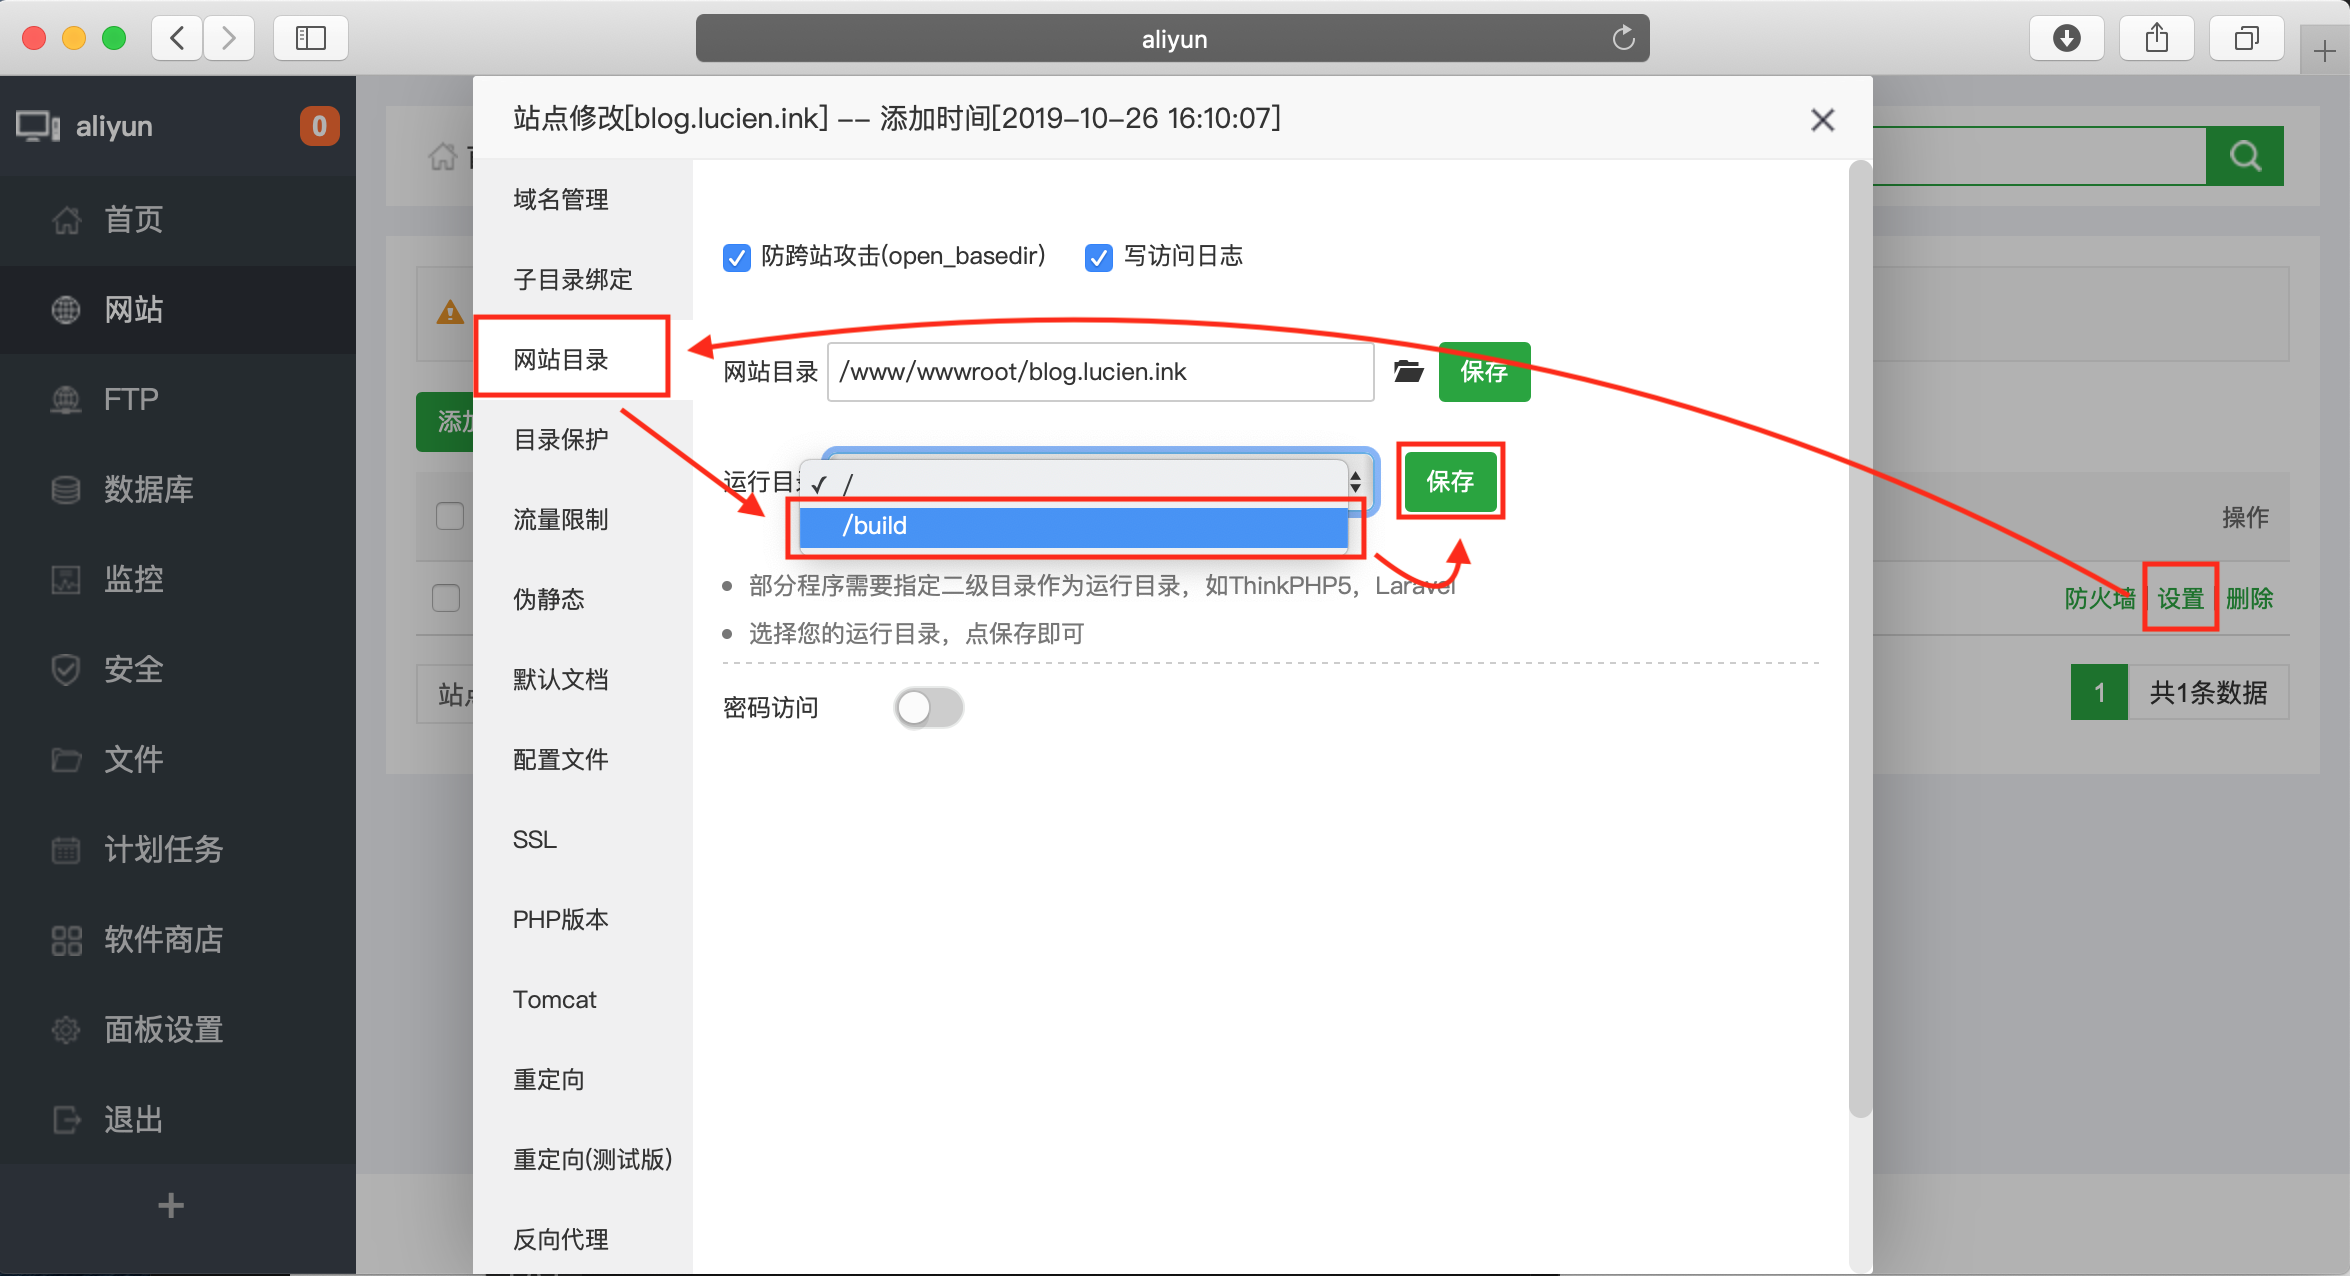 aliyun
aliyun
0
首页
网站
FTP
数据库
监控
安全
文件
计划任务
软件商店
面板设置
退出
站点修改[blog.lucien.ink] -- 添加时间[2019-10-26 16:10:07]
域名管理
子目录绑定
网站目录
目录保护
流量限制
伪静态
默认文档
配置文件
SSL
PHP版本
Tomcat
重定向
重定向(测试版)
反向代理
防跨站攻击(open_basedir)
写访问日志
网站目录
/www/wwwroot/blog.lucien.ink
保存
运行目录
✓ /
/build
保存
部分程序需要指定二级目录作为运行目录，如ThinkPHP5，Laravel
选择您的运行目录，点保存即可
密码访问
添加
站点
操作
防火墙 | 设置 | 删除
1
共1条数据